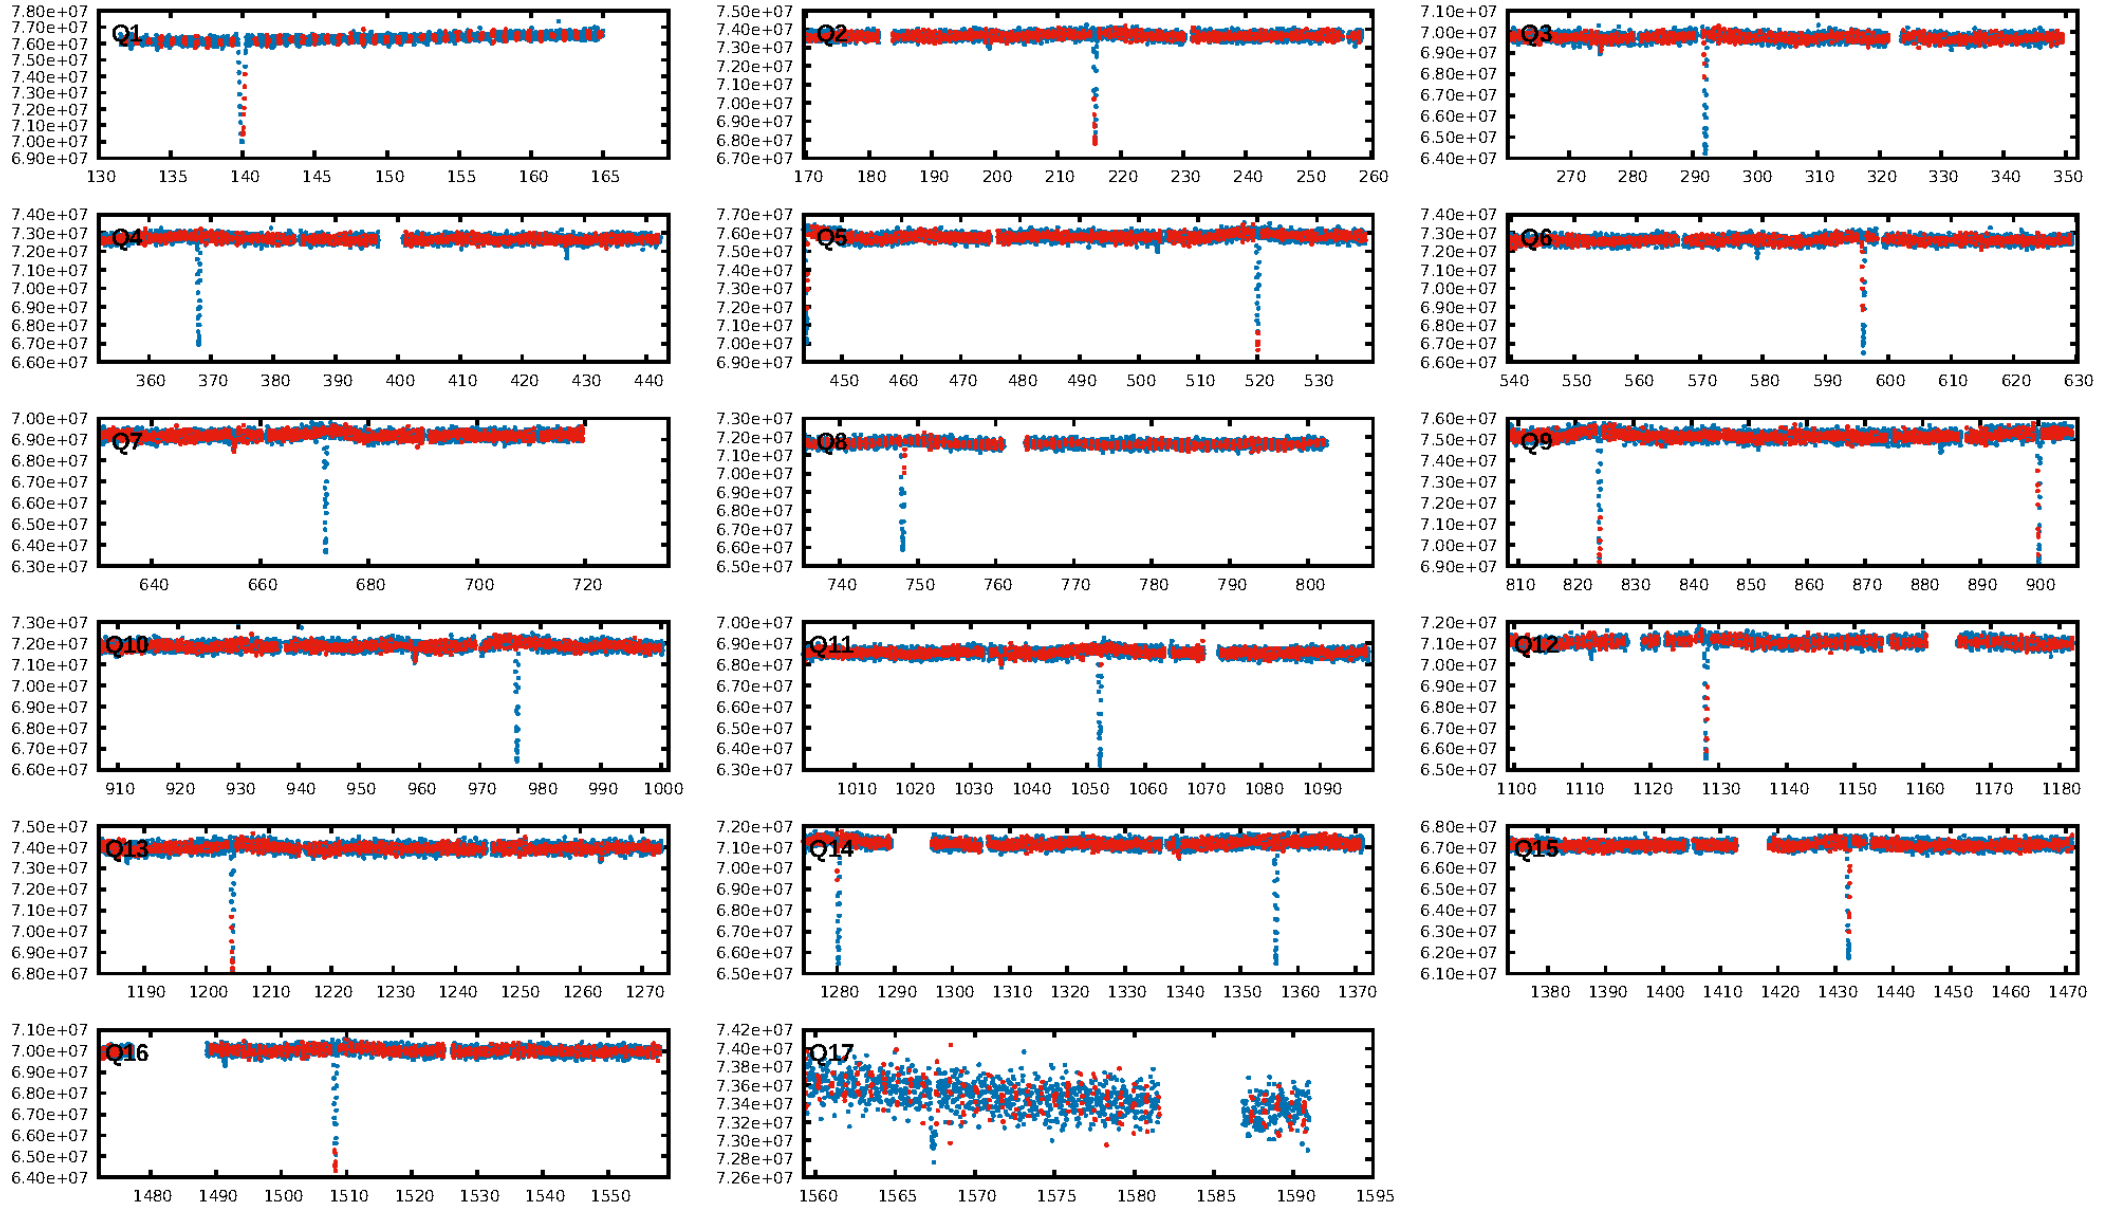 7.80e+07
7.70e+07
7.60e+07
7.50e+07
7.40e+07
7.30e+07
7.20e+07
7.10e+07
7.00e+07
6.90e+07
Q1
130 135 140 145 150 155 160 165
7.50e+07
7.40e+07
7.30e+07
7.20e+07
7.10e+07
7.00e+07
6.90e+07
6.80e+07
6.70e+07
Q2
170 180 190 200 210 220 230 240 250 260
7.10e+07
7.00e+07
6.90e+07
6.80e+07
6.70e+07
6.60e+07
6.50e+07
6.40e+07
Q3
270 280 290 300 310 320 330 340 350
7.40e+07
7.30e+07
7.20e+07
7.10e+07
7.00e+07
6.90e+07
6.80e+07
6.70e+07
6.60e+07
Q4
360 370 380 390 400 410 420 430 440
7.70e+07
7.60e+07
7.50e+07
7.40e+07
7.30e+07
7.20e+07
7.10e+07
7.00e+07
6.90e+07
Q5
450 460 470 480 490 500 510 520 530
7.40e+07
7.30e+07
7.20e+07
7.10e+07
7.00e+07
6.90e+07
6.80e+07
6.70e+07
6.60e+07
Q6
540 550 560 570 580 590 600 610 620 630
7.00e+07
6.90e+07
6.80e+07
6.70e+07
6.60e+07
6.50e+07
6.40e+07
6.30e+07
Q7
640 660 680 700 720
7.30e+07
7.20e+07
7.10e+07
7.00e+07
6.90e+07
6.80e+07
6.70e+07
6.60e+07
6.50e+07
Q8
740 750 760 770 780 790 800
7.60e+07
7.50e+07
7.40e+07
7.30e+07
7.20e+07
7.10e+07
7.00e+07
6.90e+07
Q9
810 820 830 840 850 860 870 880 890 900
7.30e+07
7.20e+07
7.10e+07
7.00e+07
6.90e+07
6.80e+07
6.70e+07
6.60e+07
Q10
910 920 930 940 950 960 970 980 990 1000
7.00e+07
6.90e+07
6.80e+07
6.70e+07
6.60e+07
6.50e+07
6.40e+07
6.30e+07
Q11
1010 1020 1030 1040 1050 1060 1070 1080 1090
7.20e+07
7.10e+07
7.00e+07
6.90e+07
6.80e+07
6.70e+07
6.60e+07
6.50e+07
Q12
1100 1110 1120 1130 1140 1150 1160 1170 1180
7.50e+07
7.40e+07
7.30e+07
7.20e+07
7.10e+07
7.00e+07
6.90e+07
6.80e+07
Q13
1190 1200 1210 1220 1230 1240 1250 1260 1270
7.20e+07
7.10e+07
7.00e+07
6.90e+07
6.80e+07
6.70e+07
6.60e+07
6.50e+07
Q14
1280 1290 1300 1310 1320 1330 1340 1350 1360 1370
6.80e+07
6.70e+07
6.60e+07
6.50e+07
6.40e+07
6.30e+07
6.20e+07
6.10e+07
Q15
1380 1390 1400 1410 1420 1430 1440 1450 1460 1470
7.10e+07
7.00e+07
6.90e+07
6.80e+07
6.70e+07
6.60e+07
6.50e+07
6.40e+07
Q16
1480 1490 1500 1510 1520 1530 1540 1550
7.42e+07
7.40e+07
7.38e+07
7.36e+07
7.34e+07
7.32e+07
7.30e+07
7.28e+07
7.26e+07
Q17
1560 1565 1570 1575 1580 1585 1590 1595